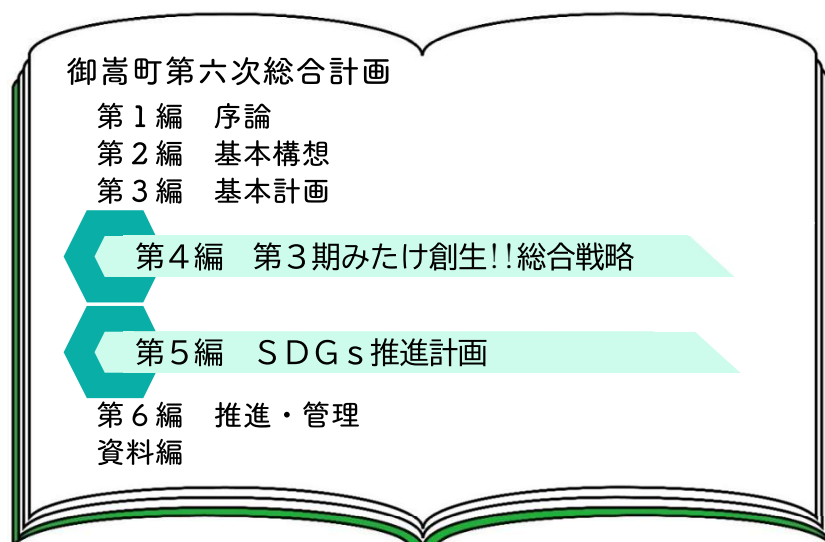 御嵩町第六次総合計画
第１編　序論
第２編　基本構想
第３編　基本計画
第４編　第３期みたけ創生!!総合戦略
第５編　ＳＤＧｓ推進計画
第６編　推進・管理
資料編